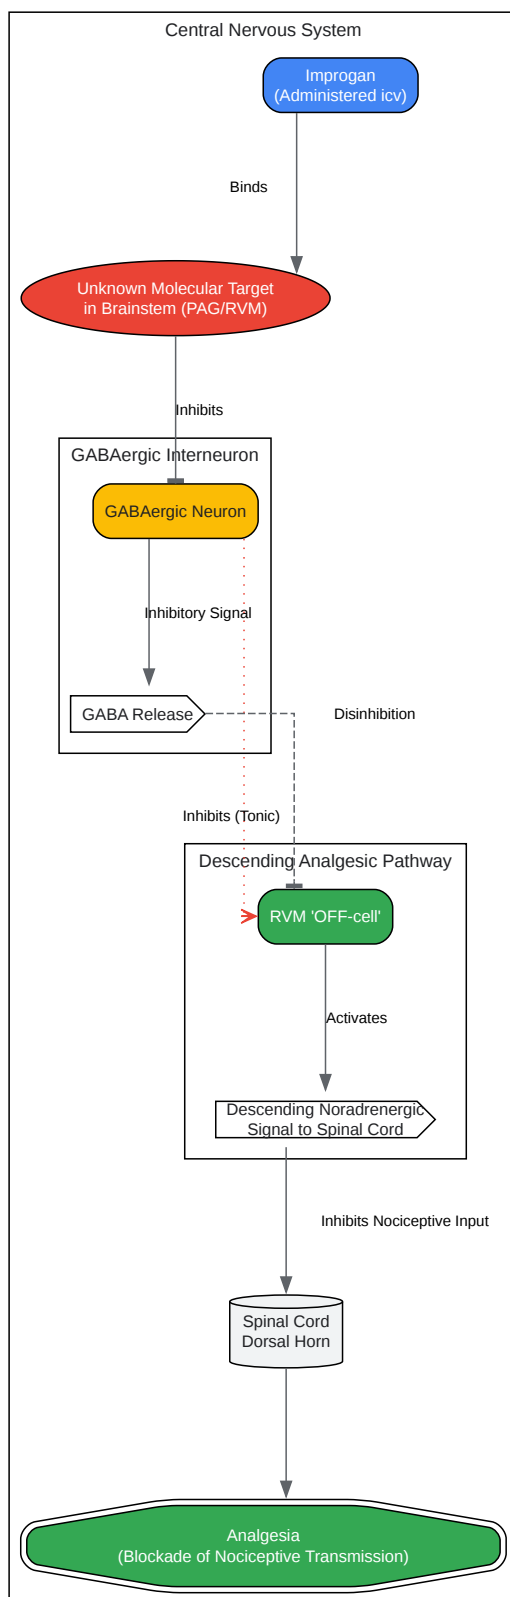 Central Nervous System
Improgan
(Administered icv)
Binds
Unknown Molecular Target
in Brainstem (PAG/RVM)
Inhibits
GABAergic Interneuron
GABAergic Neuron
Inhibitory Signal
GABA Release
Disinhibition
Inhibits (Tonic)
Descending Analgesic Pathway
RVM 'OFF-cell'
Activates
Descending Noradrenergic
Signal to Spinal Cord
Inhibits Nociceptive Input
Spinal Cord
Dorsal Horn
Analgesia
(Blockade of Nociceptive Transmission)